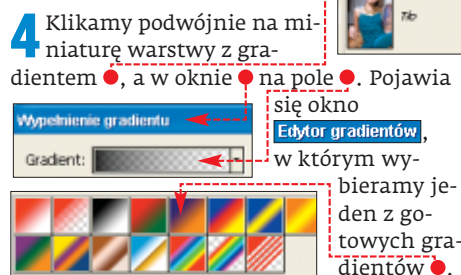 4 Klikamy podwójnie na mi-
niaturę warstwy z gra-
dientem ●, a w oknie ● na pole ●. Pojawia
się okno
Edytor gradientów,
w którym wy-
bieramy je-
den z go-
towych gra-
dientów ●.
Tło
Wypełnienie gradientu
Gradient: